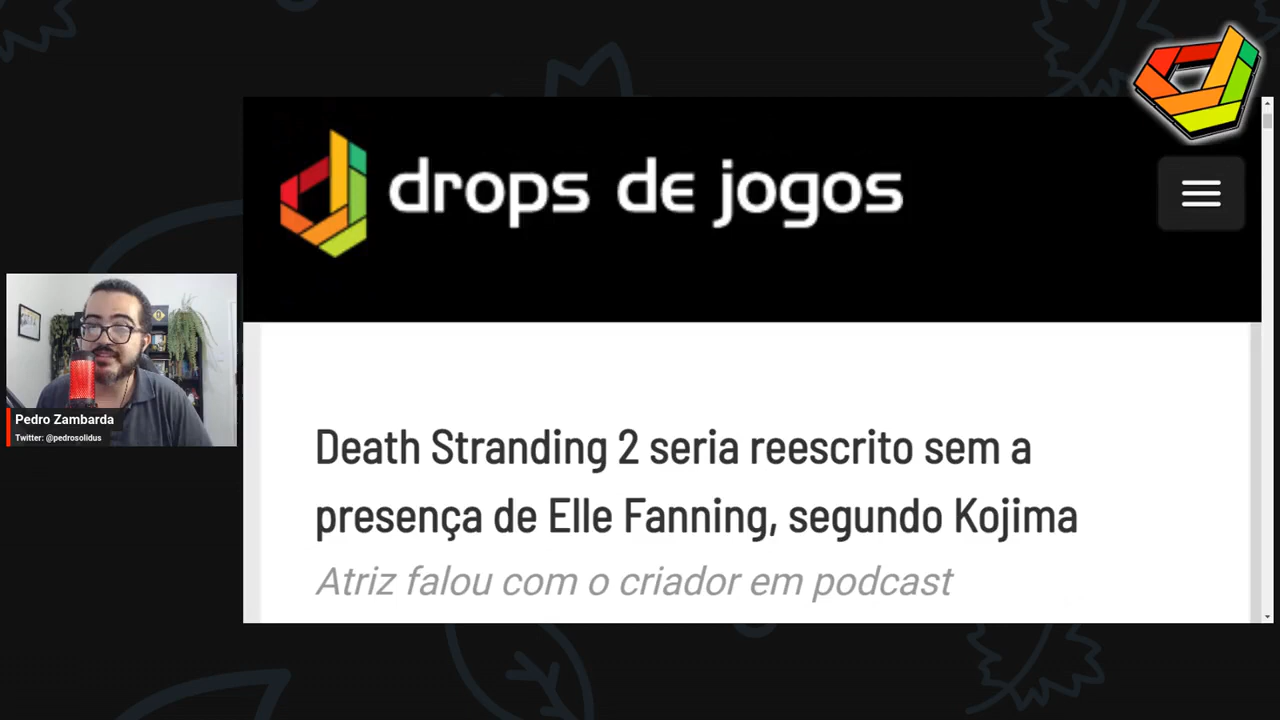 drops de jogos
Pedro Zambarda
Twitter: @pedrosolidus
Death Stranding 2 seria reescrito sem a
presença de Elle Fanning, segundo Kojima
Atriz falou com o criador em podcast